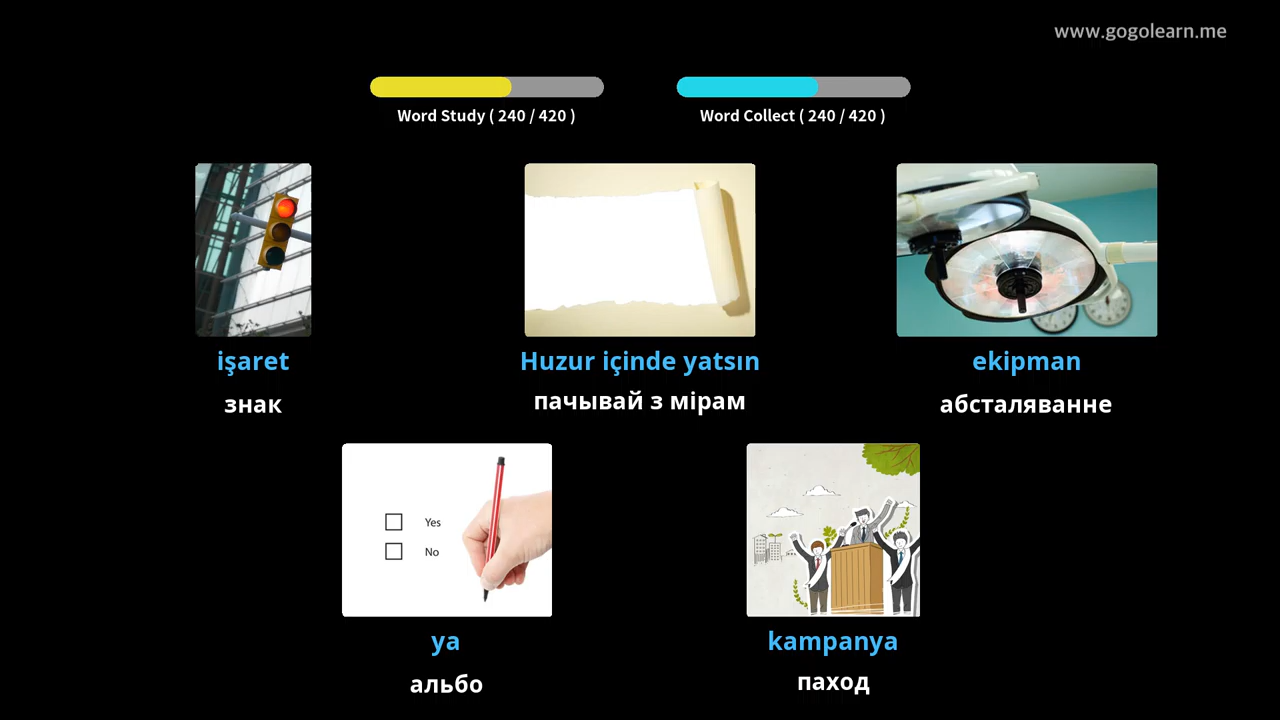 www.gogolearn.me
Word Study ( 240 / 420 )
Word Collect ( 240 / 420 )
işaret
знак
Huzur içinde yatsın
пачывай з мірам
ekipman
абсталяванне
Yes
No
ya
альбо
kampanya
паход